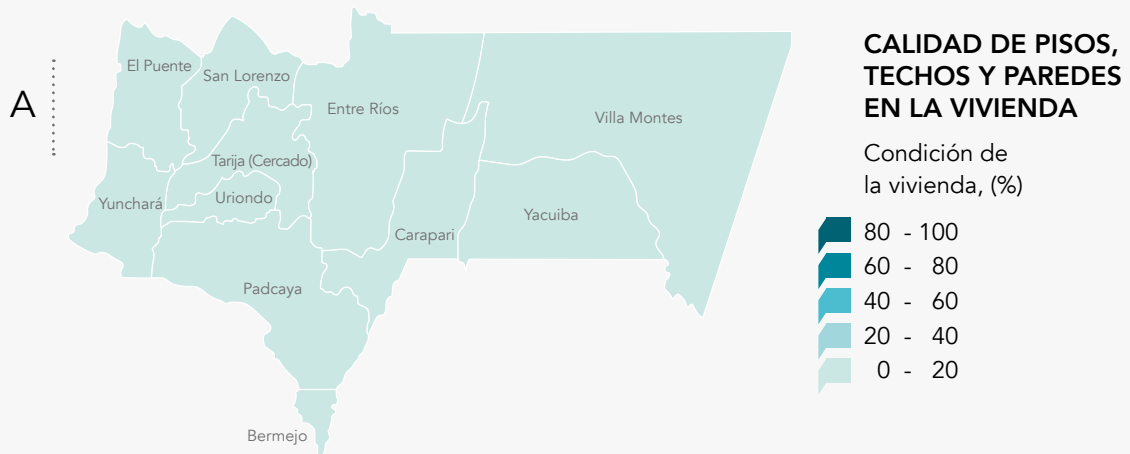 A
El Puente
San Lorenzo
Entre Ríos
Villa Montes
Tarija (Cercado)
Yunchará
Uriondo
Carapari
Yacuiba
Padcaya
Bermejo
CALIDAD DE PISOS,
TECHOS Y PAREDES
EN LA VIVIENDA
Condición de
la vivienda, (%)
80 - 100
60 - 80
40 - 60
20 - 40
0 - 20